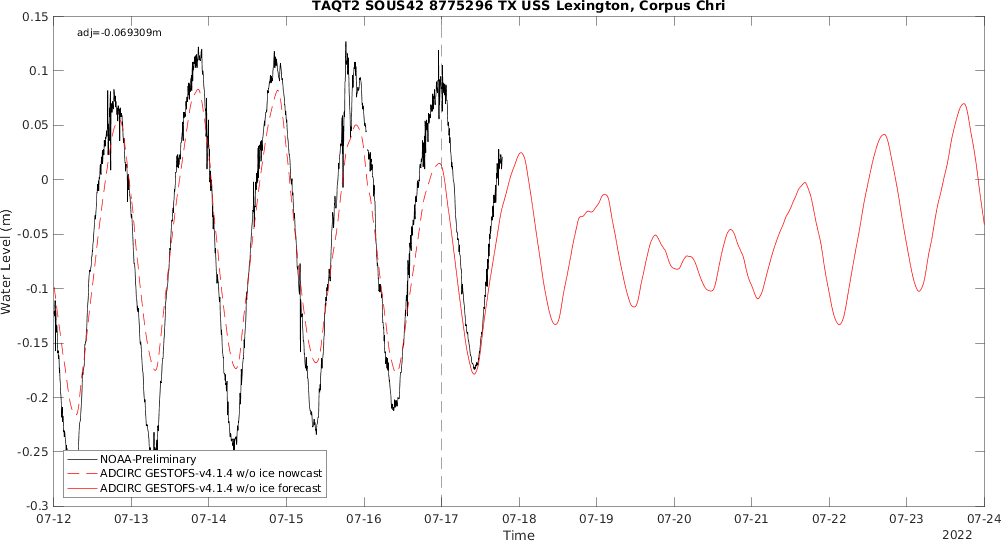 TAQT2 SOUS42 8775296 TX USS Lexington, Corpus Chri
adj=-0.069309m
0.15
0.1
0.05
0
-0.05
-0.1
-0.15
-0.2
-0.25
-0.3
Water Level (m)
NOAA-Preliminary
ADCIRC GESTOFS-v4.1.4 w/o ice nowcast
ADCIRC GESTOFS-v4.1.4 w/o ice forecast
07-12 07-13 07-14 07-15 07-16 07-17 07-18 07-19 07-20 07-21 07-22 07-23 07-24
Time
2022